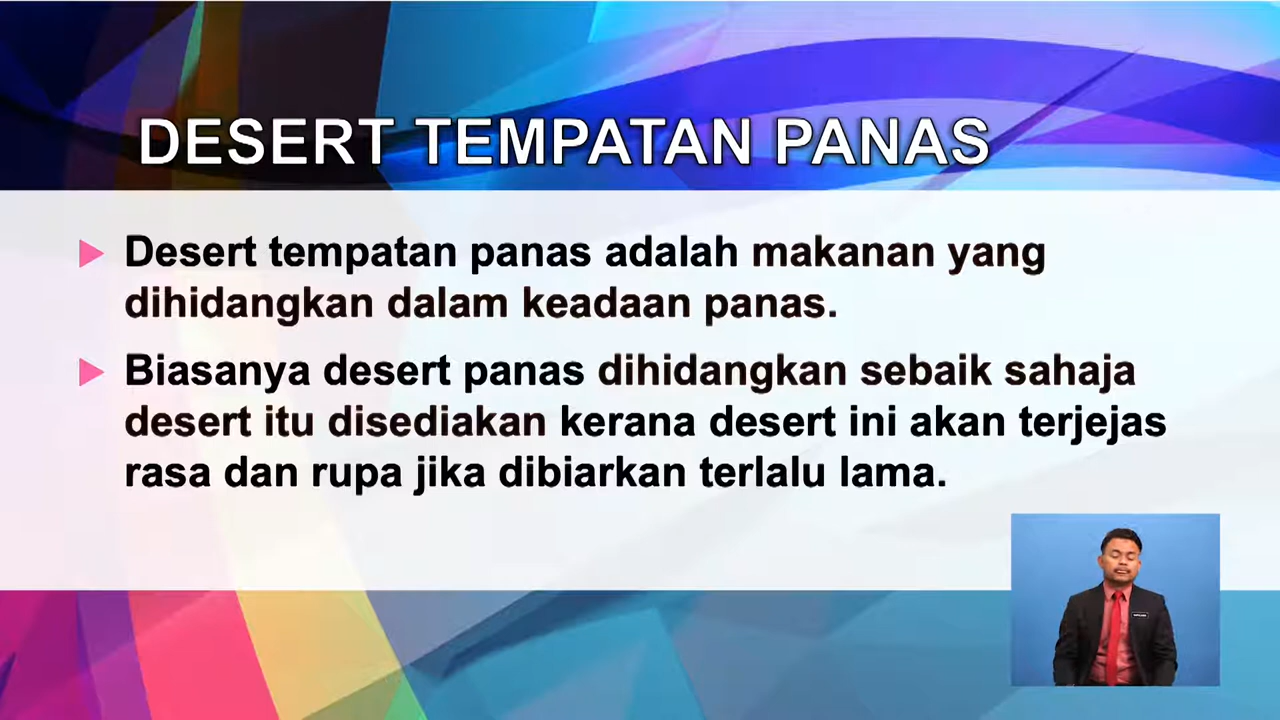 DESERT TEMPATAN PANAS
Desert tempatan panas adalah makanan yang
dihidangkan dalam keadaan panas.
Biasanya desert panas dihidangkan sebaik sahaja
desert itu disediakan kerana desert ini akan terjejas
rasa dan rupa jika dibiarkan terlalu lama.